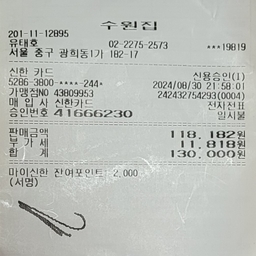 수원집
201-11-12895
유태호 02-2275-2573 ***19819
서울 중구 광희동1가 182-17
신한 카드 신용승인(1)
5286-3800-****-244* 2024/08/30 21:58:01
가맹점NO 43809953 242432754293(0004)
매 입 사 신한카드 전자전표
승인번호 41666230 일시불
판매금액 118,182원
부 가 세 11,818원
합 계 130,000원
마이신한 잔여포인트: 2,000
(서명)